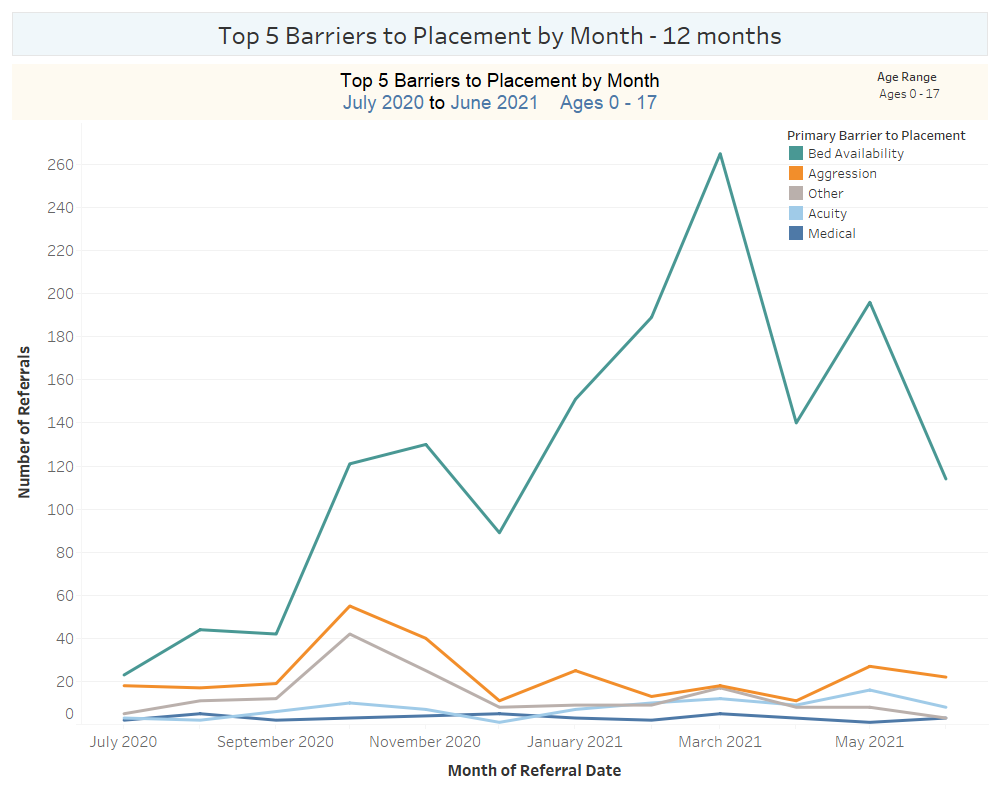 Top 5 Barriers to Placement by Month - 12 months
Top 5 Barriers to Placement by Month
July 2020 to June 2021 Ages 0 - 17
Age Range
Ages 0 - 17
Primary Barrier to Placement
Bed Availability
Aggression
Other
Acuity
Medical
Number of Referrals
260
240
220
200
180
160
140
120
100
80
60
40
20
0
July 2020 September 2020 November 2020 January 2021 March 2021 May 2021
Month of Referral Date